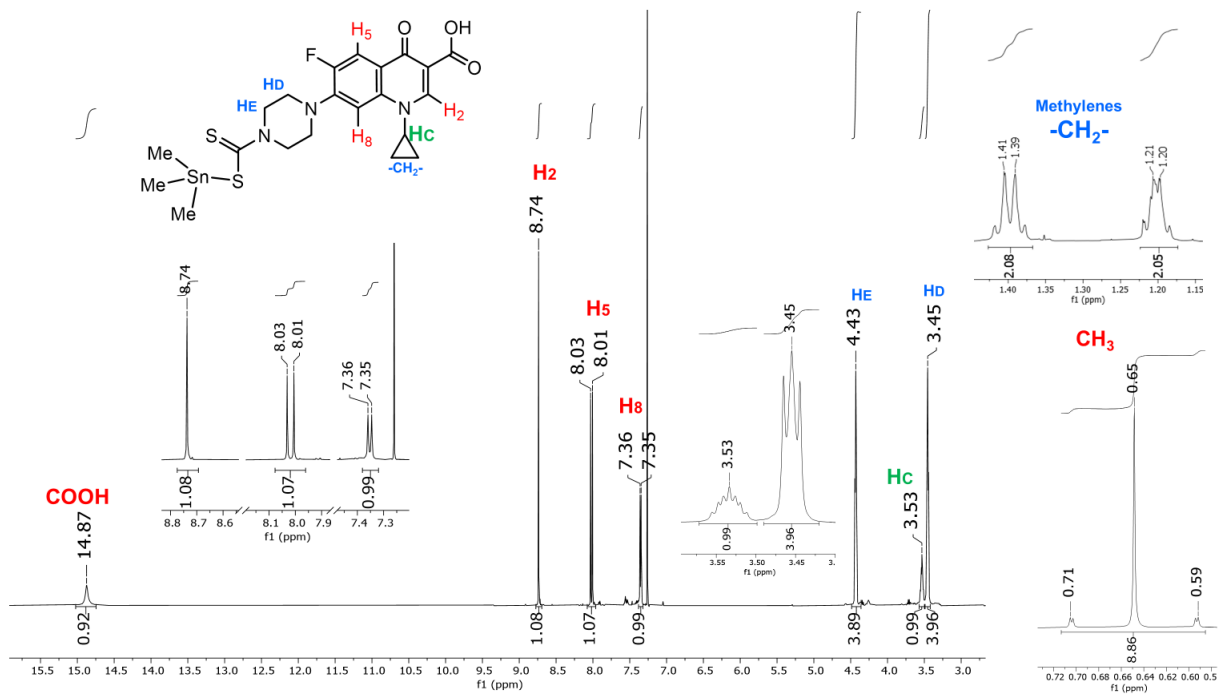 H5
O
OH
F
O
HD
HE
N
N
H2
H8
HC
S
N
-CH2-
Me
Me
Sn
S
Me
Methylenes
-CH2-
1.41
1.39
1.21
1.20
2.08
2.05
1.40 1.35 1.30 1.25 1.20 1.15
f1 (ppm)
H2
8.74
8.74
8.03
8.01
7.36
7.35
1.08
1.07
0.99
8.8 8.7 8.6 8.1 8.0 7.9 7.4 7.3
f1 (ppm)
H5
8.03
8.01
H8
7.36
7.35
3.53
3.45
0.99
3.96
3.55 3.50 3.45 3.
f1 (ppm)
HE
4.43
HC
3.53
HD
3.45
CH3
0.65
0.71
0.59
8.86
0.72 0.70 0.68 0.66 0.64 0.62 0.60 0.5
f1 (ppm)
COOH
14.87
0.92
1.08
1.07
0.99
3.89
0.99
3.96
15.5 15.0 14.5 14.0 13.5 13.0 12.5 12.0 11.5 11.0 10.5 10.0 9.5 9.0 8.5 8.0 7.5 7.0 6.5 6.0 5.5 5.0 4.5 4.0 3.5 3.0
f1 (ppm)